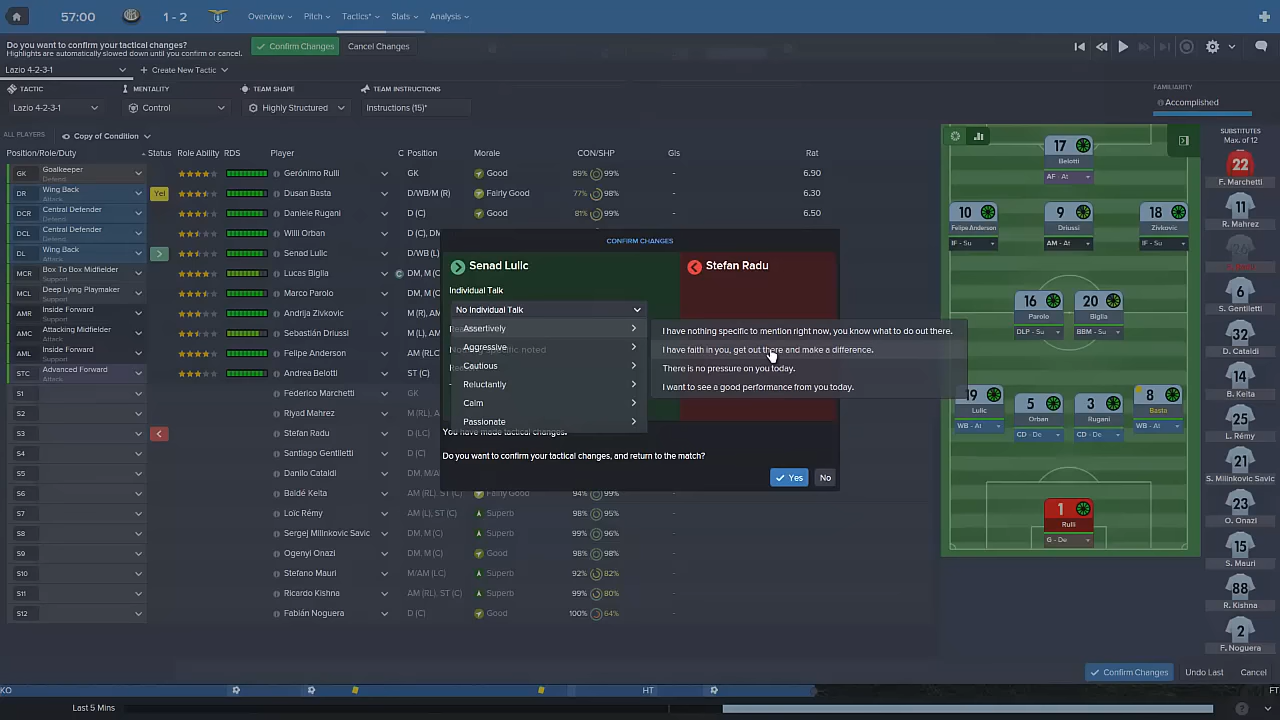 57:00
1 - 2
Overview
Pitch
Tactics*
Stats
Analysis
Do you want to confirm your tactical changes?
Highlights are automatically slowed down until you confirm or cancel.
Confirm Changes
Cancel Changes
Lazio 4-2-3-1
Create New Tactic
TACTIC
MENTALITY
TEAM SHAPE
TEAM INSTRUCTIONS
FAMILIARITY
Lazio 4-2-3-1
Control
Highly Structured
Instructions (15)*
Accomplished
ALL PLAYERS
Copy of Condition
Position/Role/Duty Status Role Ability RDS Player C Position Morale CON/SHP Gls Rat
GK Goalkeeper Defend Gerónimo Rulli GK Good 89% 99% - 6.90
DR Wing Back Attack Yel Dusan Basta D/WB/M (R) Fairly Good 77% 98% - 6.30
DCR Central Defender Defend Daniele Rugani D (C) Good 81% 99% - 6.50
DCL Central Defender Defend Willi Orban D (C), DM
DL Wing Back Attack Senad Lulic D/WB (L)
MCR Box To Box Midfielder Support Lucas Biglia C DM, M (C
MCL Deep Lying Playmaker Support Marco Parolo DM, M (C
AMR Inside Forward Support Andrija Zivkovic M (RL), A
AMC Attacking Midfielder Support Sebastián Driussi M (L), AM
AML Inside Forward Support Felipe Anderson AM (RLC
STC Advanced Forward Attack Andrea Belotti ST (C)
S1 Federico Marchetti GK
S2 Riyad Mahrez M (RL), A
S3 Stefan Radu D (LC)
S4 Santiago Gentiletti D (C)
S5 Danilo Cataldi DM, M/A
S6 Baldé Keita AM (RL), ST (C) Fairly Good 94% 99% -
S7 Loïc Rémy AM (L), ST (C) Superb 98% 95% -
S8 Sergej Milinkovic Savic DM, M (C) Superb 99% 96% -
S9 Ogenyi Onazi DM, M (C) Good 98% 98% -
S10 Stefano Mauri M/AM (LC) Superb 92% 82% -
S11 Ricardo Kishna AM (RL), ST (C) Superb 99% 80% -
S12 Fabián Noguera D (C) Good 100% 64% -
CONFIRM CHANGES
Senad Lulic
Stefan Radu
Individual Talk
No Individual Talk
Assertively
Aggressive
Cautious
Reluctantly
Calm
Passionate
I have nothing specific to mention right now, you know what to do out there.
I have faith in you, get out there and make a difference.
There is no pressure on you today.
I want to see a good performance from you today.
You have made tactical changes.
Do you want to confirm your tactical changes, and return to the match?
Yes
No
17
Belotti
AF - At
10
Felipe Anderson
IF - Su
9
Driussi
AM - At
18
Zivkovic
IF - Su
16
Parolo
DLP - Su
20
Biglia
BBM - Su
19
Lulic
WB - At
5
Orban
CD - De
3
Rugani
CD - De
8
Basta
WB - At
1
Rulli
G - De
SUBSTITUTES
Max. of 12
22
F. Marchetti
11
R. Mahrez
6
S. Gentiletti
32
D. Cataldi
14
B. Keita
25
L. Rémy
21
S. Milinkovic Savic
23
O. Onazi
15
S. Mauri
88
R. Kishna
2
F. Noguera
Confirm Changes
Undo Last
Cancel
KO
HT
FT
Last 5 Mins